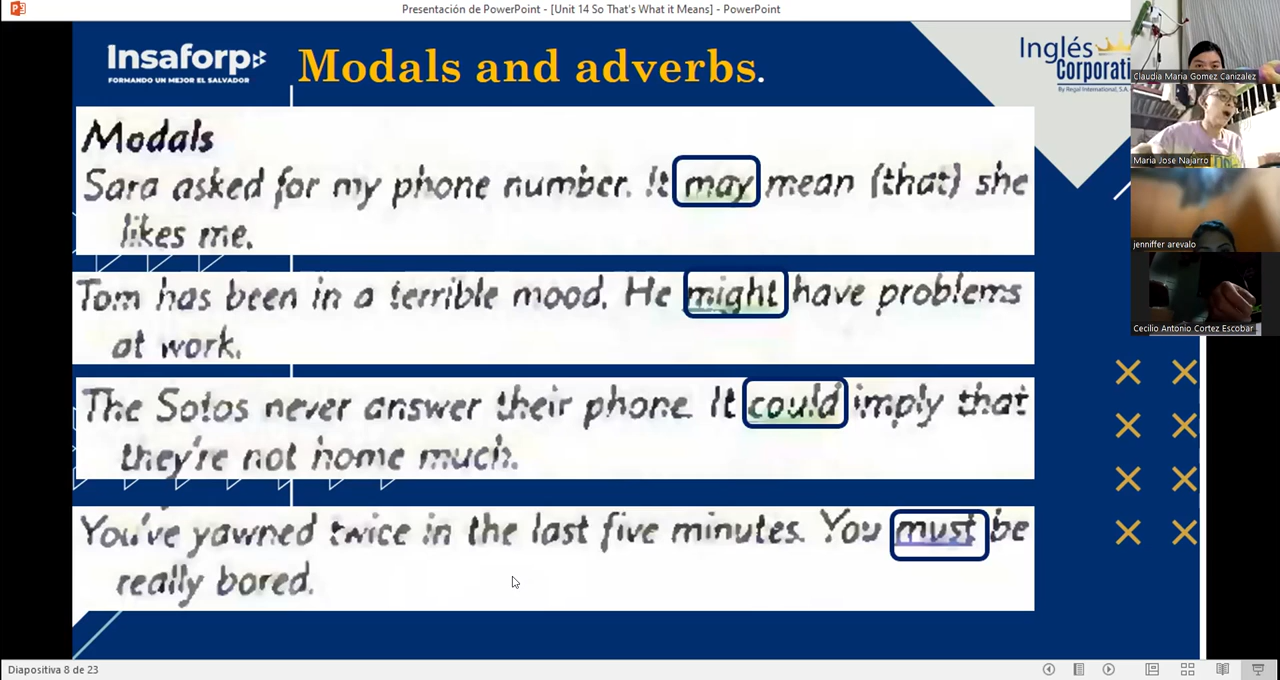 Presentación de PowerPoint - [Unit 14 So That's What it Means] - PowerPoint
Insaforp
FORMANDO UN MEJOR EL SALVADOR
Modals and adverbs.
Inglés
Corporati
By Regal International, S.A.
Modals
Sara asked for my phone number. It may mean (that) she
likes me.
Tom has been in a terrible mood. He might have problems
at work.
The Sotos never answer their phone. It could imply that
they're not home much.
You've yawned twice in the last five minutes. You must be
really bored.
Claudia Maria Gomez Canizalez
Maria Jose Najarro
jenniffer arevalo
Cecilio Antonio Cortez Escobar
Diapositiva 8 de 23